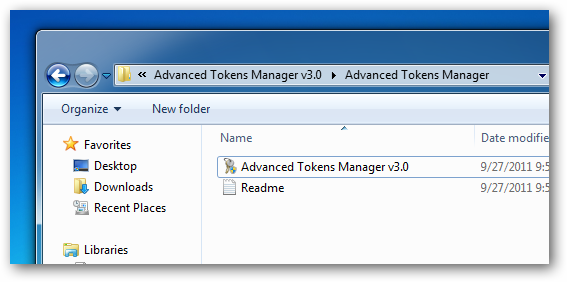 « Advanced Tokens Manager v3.0 Advanced Tokens Manager
Organize New folder
Favorites
Desktop
Downloads
Recent Places
Libraries
Name Date modifie
Advanced Tokens Manager v3.0 9/27/2011 9:5
Readme 9/27/2011 9:5